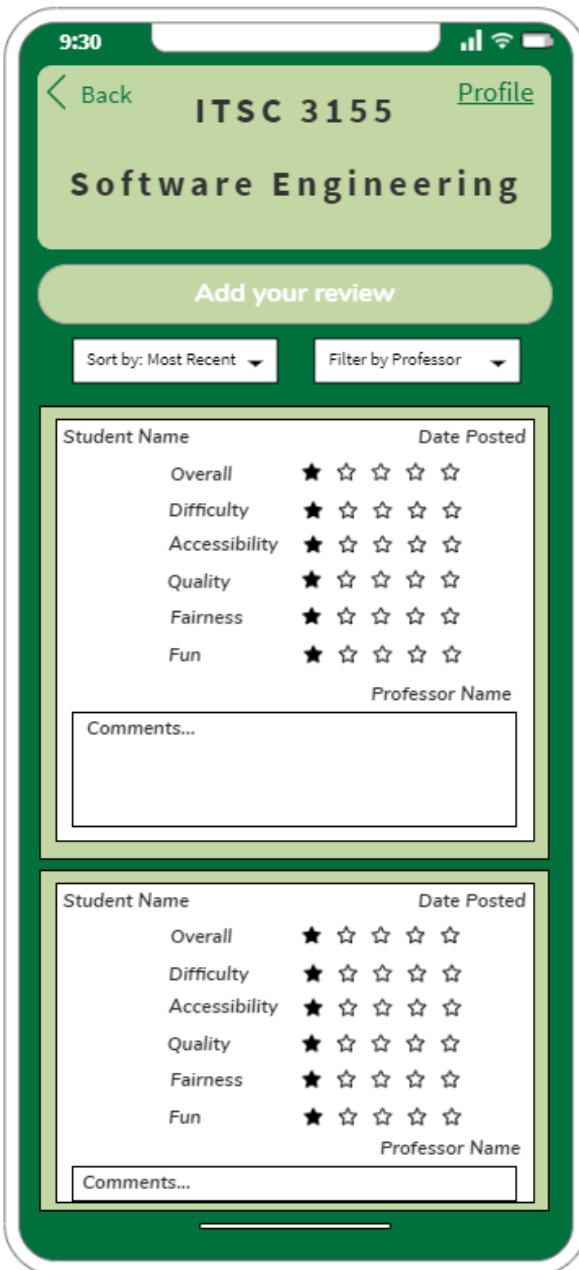 9:30
Back
Profile
ITSC 3155
Software Engineering
Add your review
Sort by: Most Recent
Filter by Professor
Student Name
Date Posted
Overall
Difficulty
Accessibility
Quality
Fairness
Fun
Professor Name
Comments...
Student Name
Date Posted
Overall
Difficulty
Accessibility
Quality
Fairness
Fun
Professor Name
Comments...